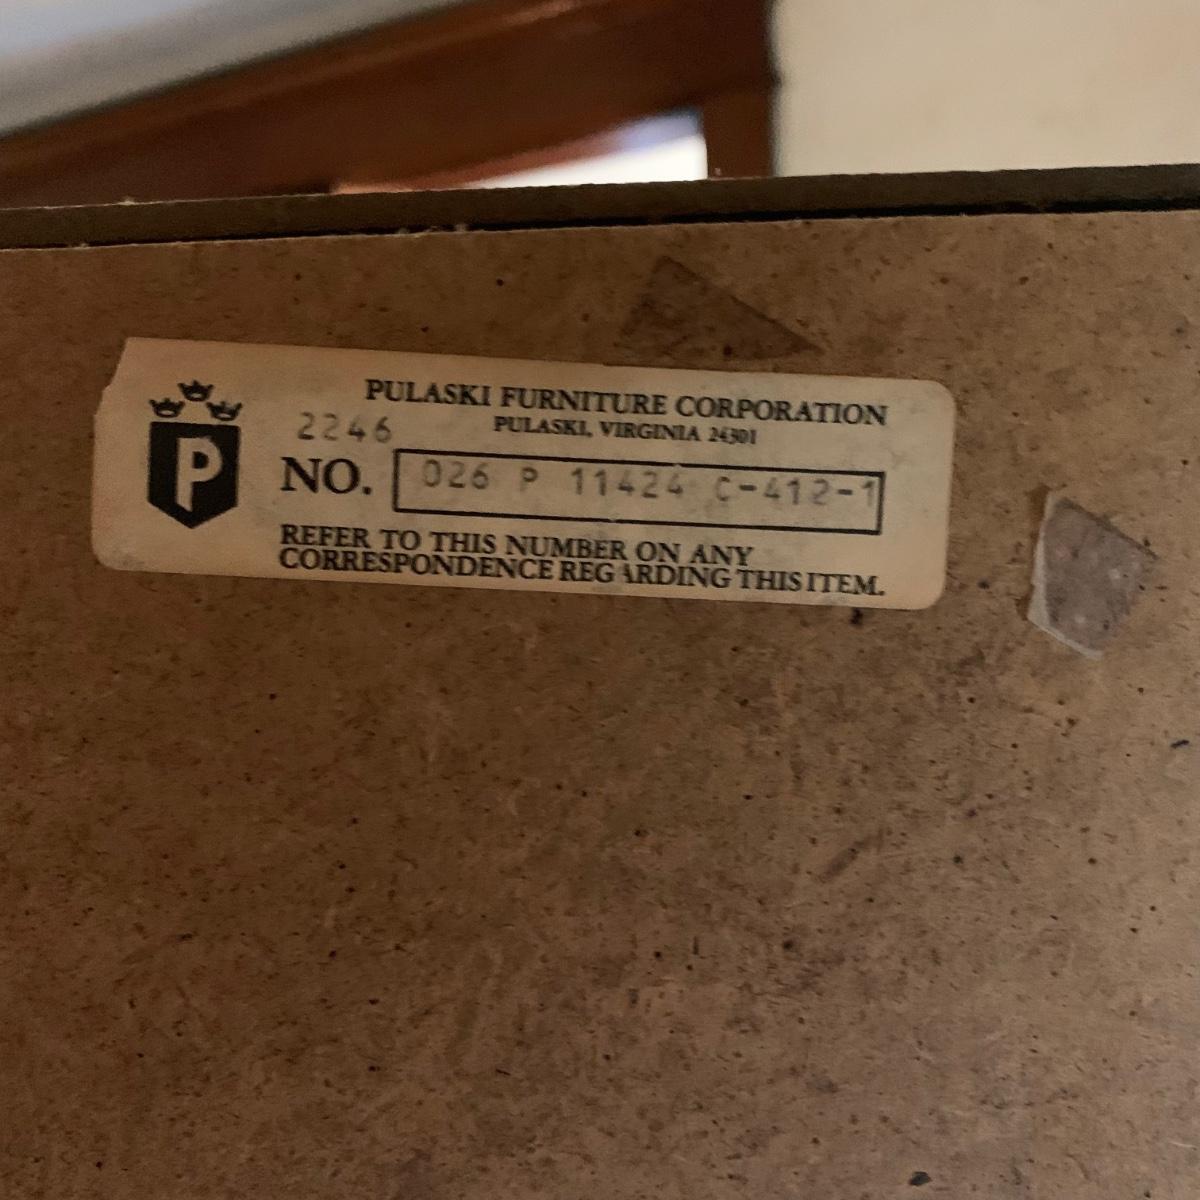 P
PULASKI FURNITURE CORPORATION
2246 PULASKI, VIRGINIA 24301
NO. 026 P 11424 C-412-1
REFER TO THIS NUMBER ON ANY
CORRESPONDENCE REGARDING THIS ITEM.